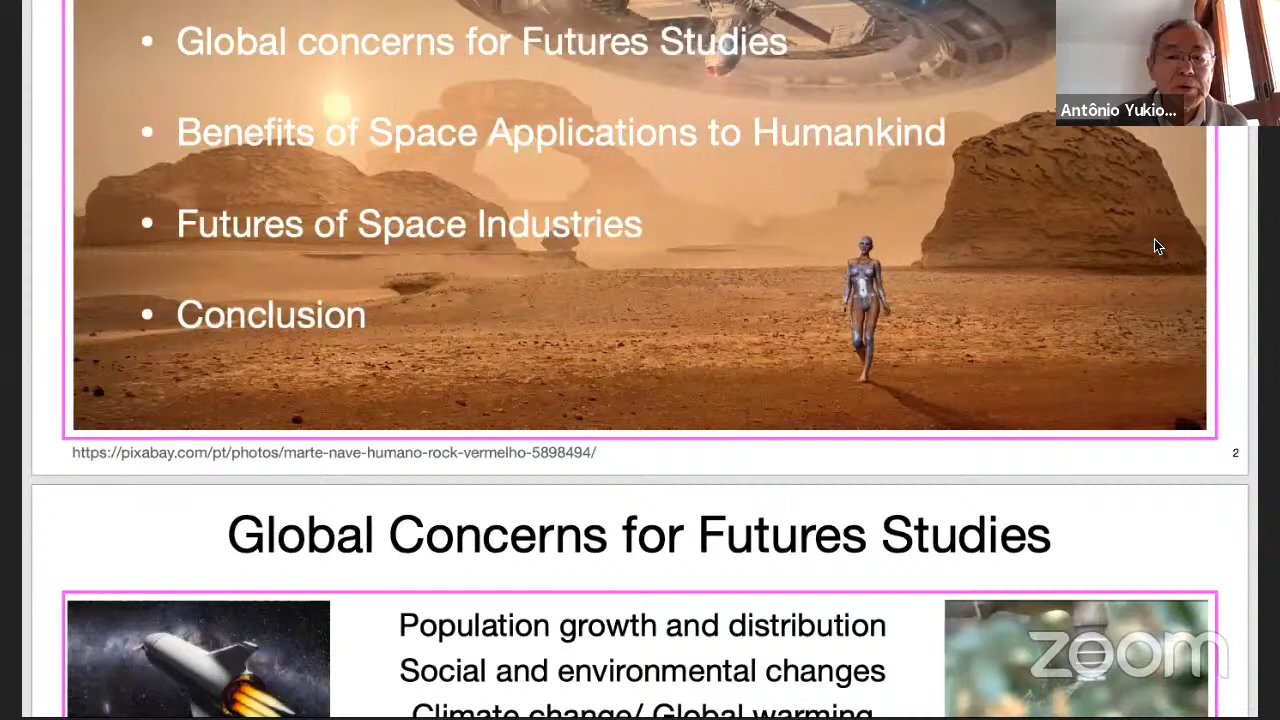 • Global concerns for Futures Studies
• Benefits of Space Applications to Humankind
• Futures of Space Industries
• Conclusion
Antônio Yukio...
https://pixabay.com/pt/photos/marte-nave-humano-rock-vermelho-5898494/
2
Global Concerns for Futures Studies
Population growth and distribution
Social and environmental changes
Climate change/ Global warming
zoom